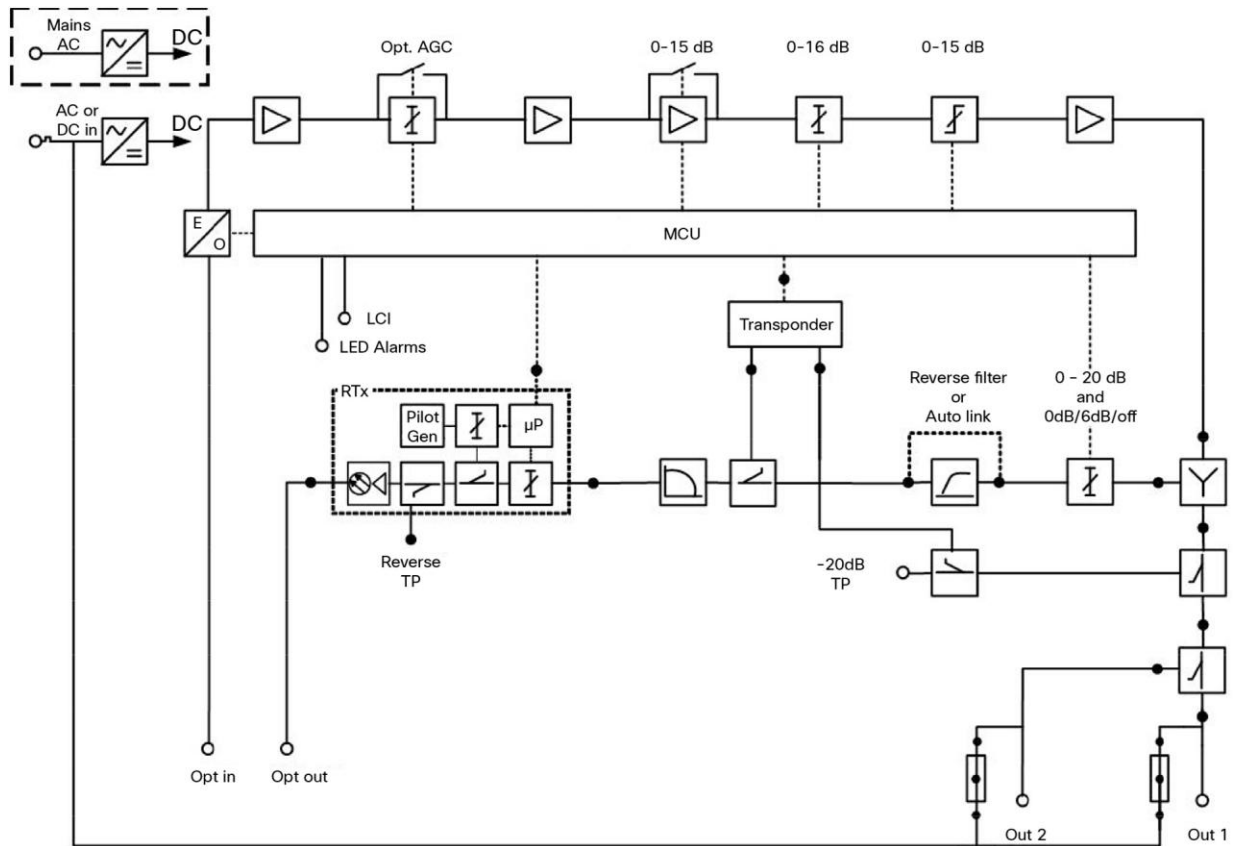 Mains
AC
DC
AC or
DC in
DC
Opt. AGC
0-15 dB
0-16 dB
0-15 dB
E
O
MCU
LCI
LED Alarms
Transponder
RTx
Pilot
Gen
µP
Reverse
TP
Reverse filter
or
Auto link
0 - 20 dB
and
0dB/6dB/off
-20dB
TP
Opt in
Opt out
Out 2
Out 1